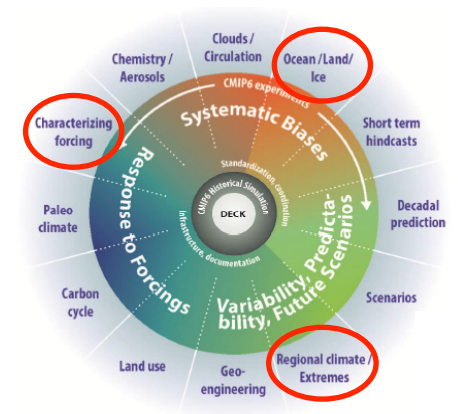 Clouds /
Circulation
Ocean /Land/
Ice
Short term
hindcasts
Decadal
prediction
Scenarios
Regional climate /
Extremes
Geo-
engineering
Land use
Carbon
cycle
Paleo
climate
Characterizing
forcing
Chemistry /
Aerosols
CMIP6 experiments
Systematic Biases
Variability, Predicta-
bility, Future Scenarios
Response to Forcings
Standardization, coordination
Infrastructure, documentation
CMIP6 Historical Simulation
DECK